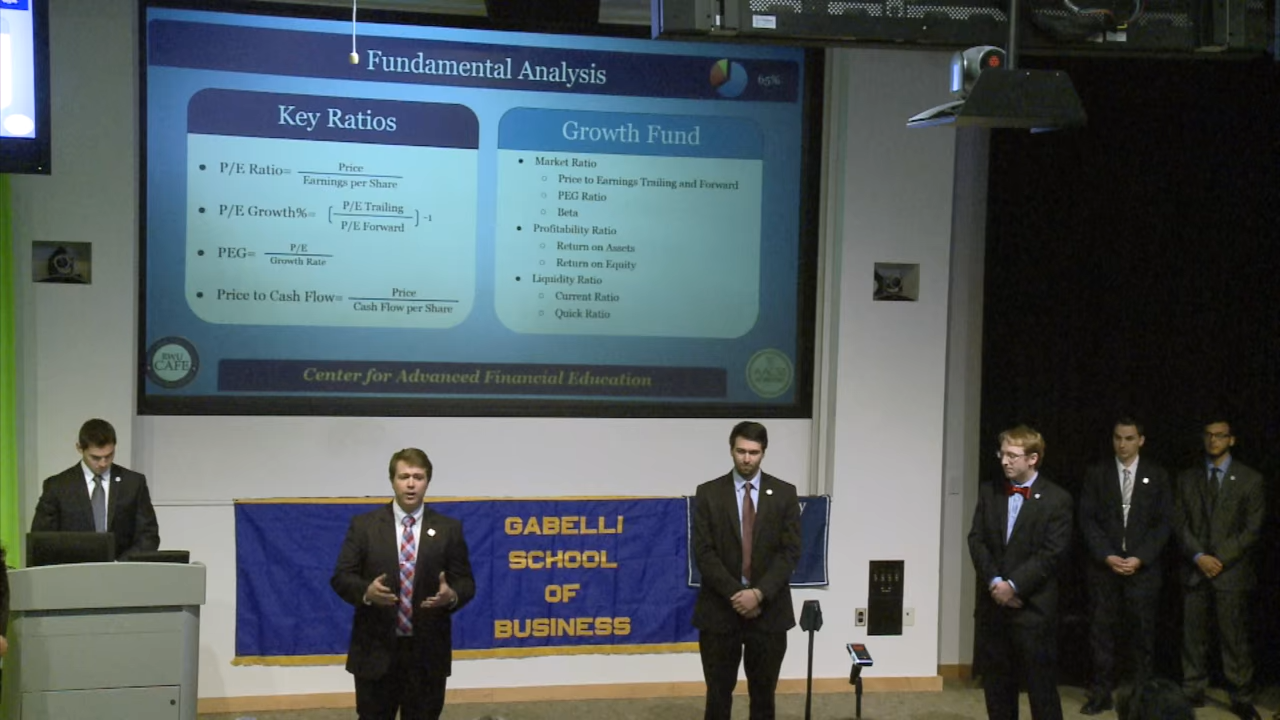 Fundamental Analysis
65%
Key Ratios
P/E Ratio= Price
Earnings per Share
P/E Growth%= [P/E Trailing
P/E Forward] -1
PEG= P/E
Growth Rate
Price to Cash Flow= Price
Cash Flow per Share
Growth Fund
Market Ratio
Price to Earnings Trailing and Forward
PEG Ratio
Beta
Profitability Ratio
Return on Assets
Return on Equity
Liquidity Ratio
Current Ratio
Quick Ratio
RWU
CAFE
Center for Advanced Financial Education
GABELLI
SCHOOL
OF
BUSINESS